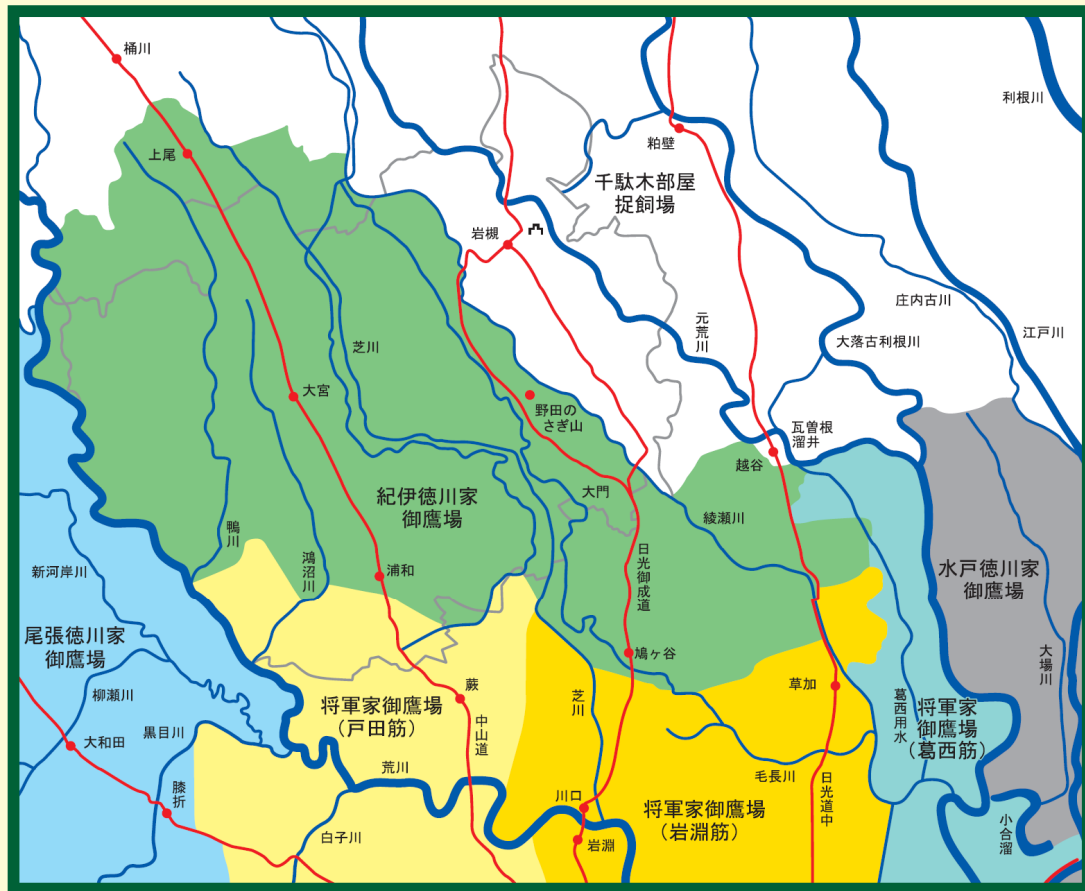 桶川
利根川
上尾
粕壁
千駄木部屋
捉飼場
岩槻
庄内古川
元荒川
大落古利根川
江戸川
芝川
大宮
野田の
さぎ山
瓦曽根
溜井
越谷
紀伊徳川家
御鷹場
大門
綾瀬川
鴨川
鴻沼川
日光御成道
新河岸川
浦和
水戸徳川家
御鷹場
尾張徳川家
御鷹場
鳩ヶ谷
大場川
柳瀬川
蕨
芝川
草加
葛西用水
将軍家
御鷹場
(葛西筋)
将軍家御鷹場
(戸田筋)
中山道
大和田
黒目川
荒川
毛長川
日光道中
膝折
川口
将軍家御鷹場
(岩淵筋)
小合溜
白子川
岩淵